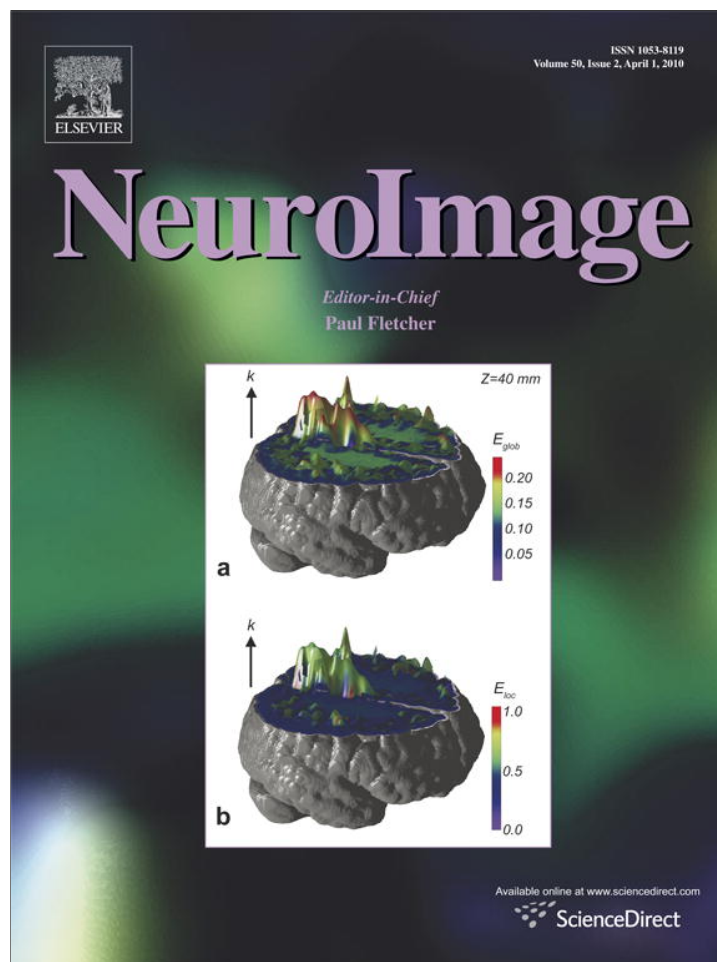 ISSN 1053-8119
Volume 50, Issue 2, April 1, 2010
ELSEVIER
NeuroImage
Editor-in-Chief
Paul Fletcher
k
Z=40 mm
E_glob
0.20
0.15
0.10
0.05
a
k
E_loc
1.0
0.5
0.0
b
Available online at www.sciencedirect.com
ScienceDirect